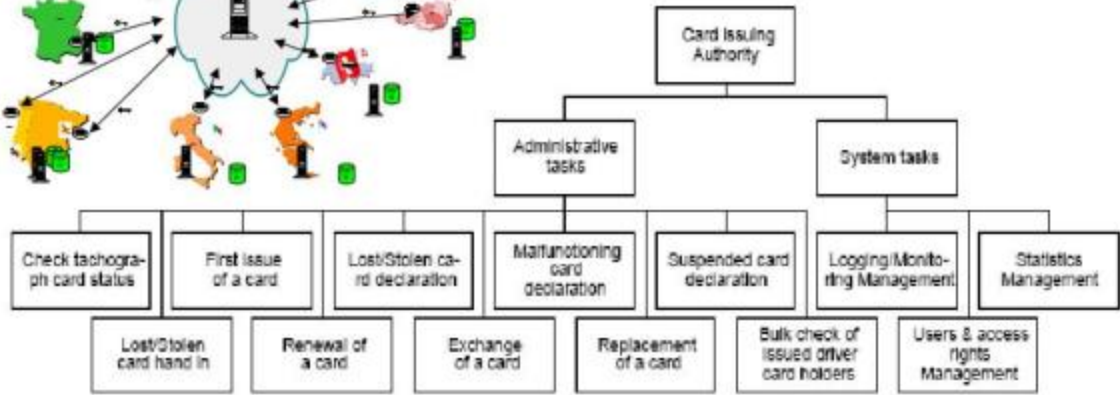 Card Issuing
Authority
Administrative
tasks
System tasks
Check tachogra-
ph card status
First issue
of a card
Lost/Stolen ca-
rd declaration
Malfunctioning
card
declaration
Suspended card
declaration
Logging/Monito-
ring Management
Statistics
Management
Lost/Stolen
card hand in
Renewal of
a card
Exchange
of a card
Replacement
of a card
Bulk check of
issued driver
card holders
Users & access
rights
Management